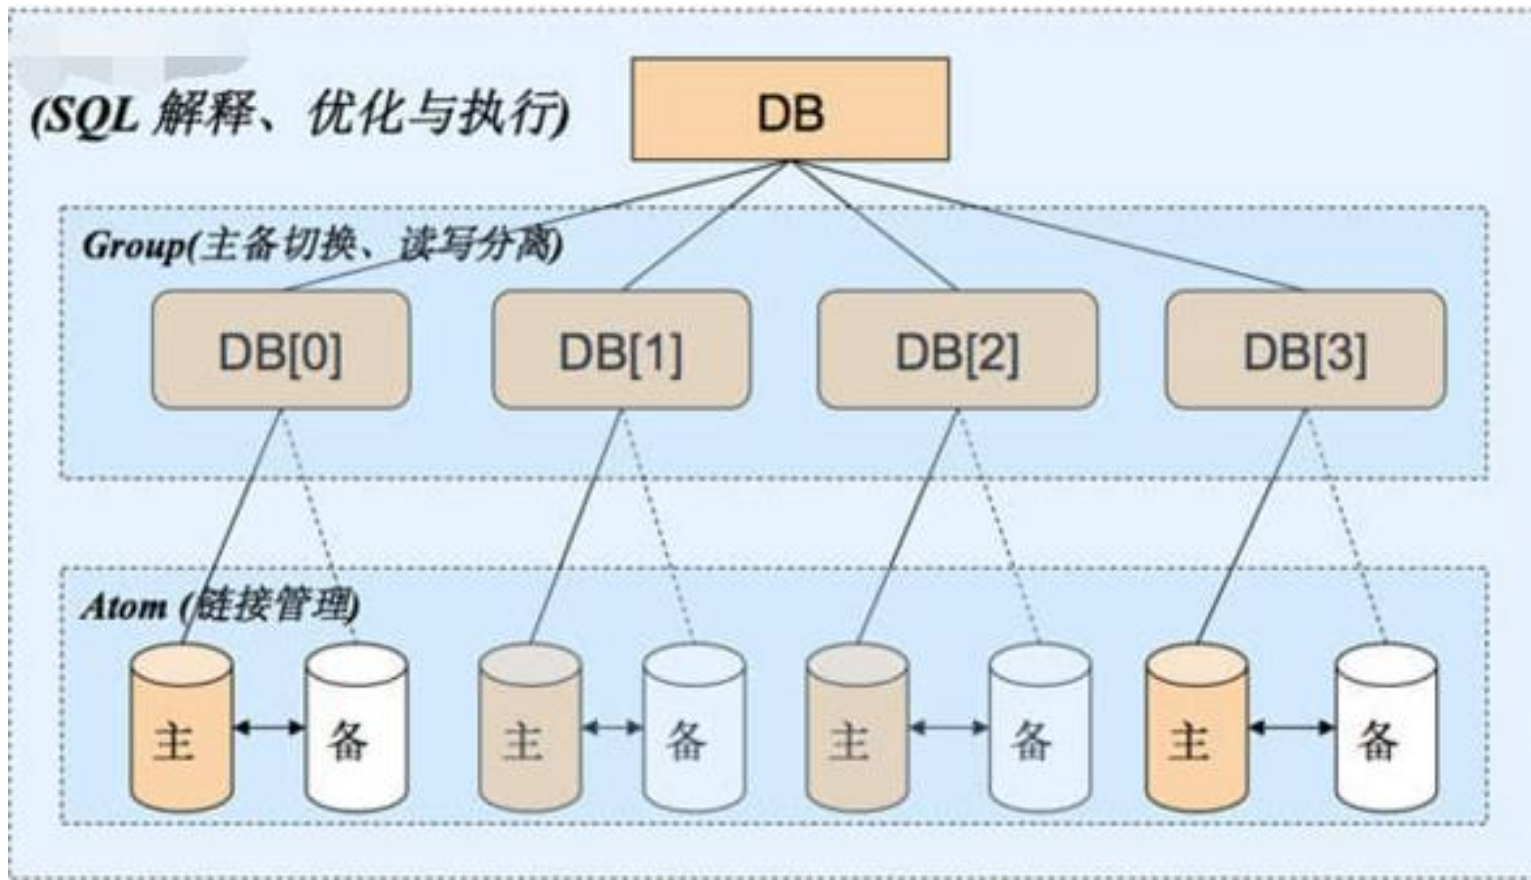 (SQL 解释、优化与执行)
DB
Group(主备切换、读写分离)
DB[0]
DB[1]
DB[2]
DB[3]
Atom (链接管理)
主
备
主
备
主
备
主
备